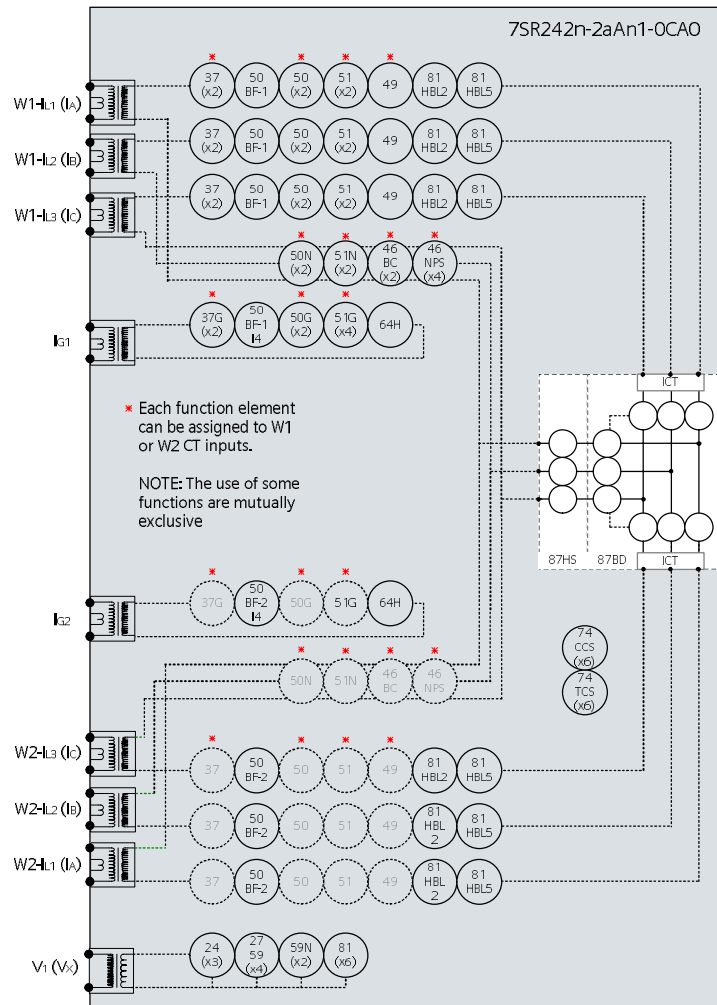 7SR242n-2aAn1-0CA0
* * * *
W1-IL1 (IA)
37 (x2)
50 BF-1
50 (x2)
51 (x2)
49
81 HBL2
81 HBL5
W1-IL2 (IB)
37 (x2)
50 BF-1
50 (x2)
51 (x2)
49
81 HBL2
81 HBL5
W1-IL3 (IC)
37 (x2)
50 BF-1
50 (x2)
51 (x2)
49
81 HBL2
81 HBL5
* * * *
50N (x2)
51N (x2)
46 BC (x2)
46 NPS (x4)
* * *
IG1
37G (x2)
50 BF-1 I4
50G (x2)
51G (x4)
64H
ICT
* Each function element
can be assigned to W1
or W2 CT inputs.
NOTE: The use of some
functions are mutually
exclusive
87HS
87BD
ICT
* * *
IG2
37G
50 BF-2 I4
50G
51G
64H
74 CCS (x6)
74 TCS (x6)
* * * *
50N
51N
46 BC
46 NPS
* * * *
W2-IL3 (IC)
37
50 BF-2
50
51
49
81 HBL2
81 HBL5
W2-IL2 (IB)
37
50 BF-2
50
51
49
81 HBL 2
81 HBL5
W2-IL1 (IA)
37
50 BF-2
50
51
49
81 HBL 2
81 HBL5
V1 (VX)
24 (x3)
27 59 (x4)
59N (x2)
81 (x6)